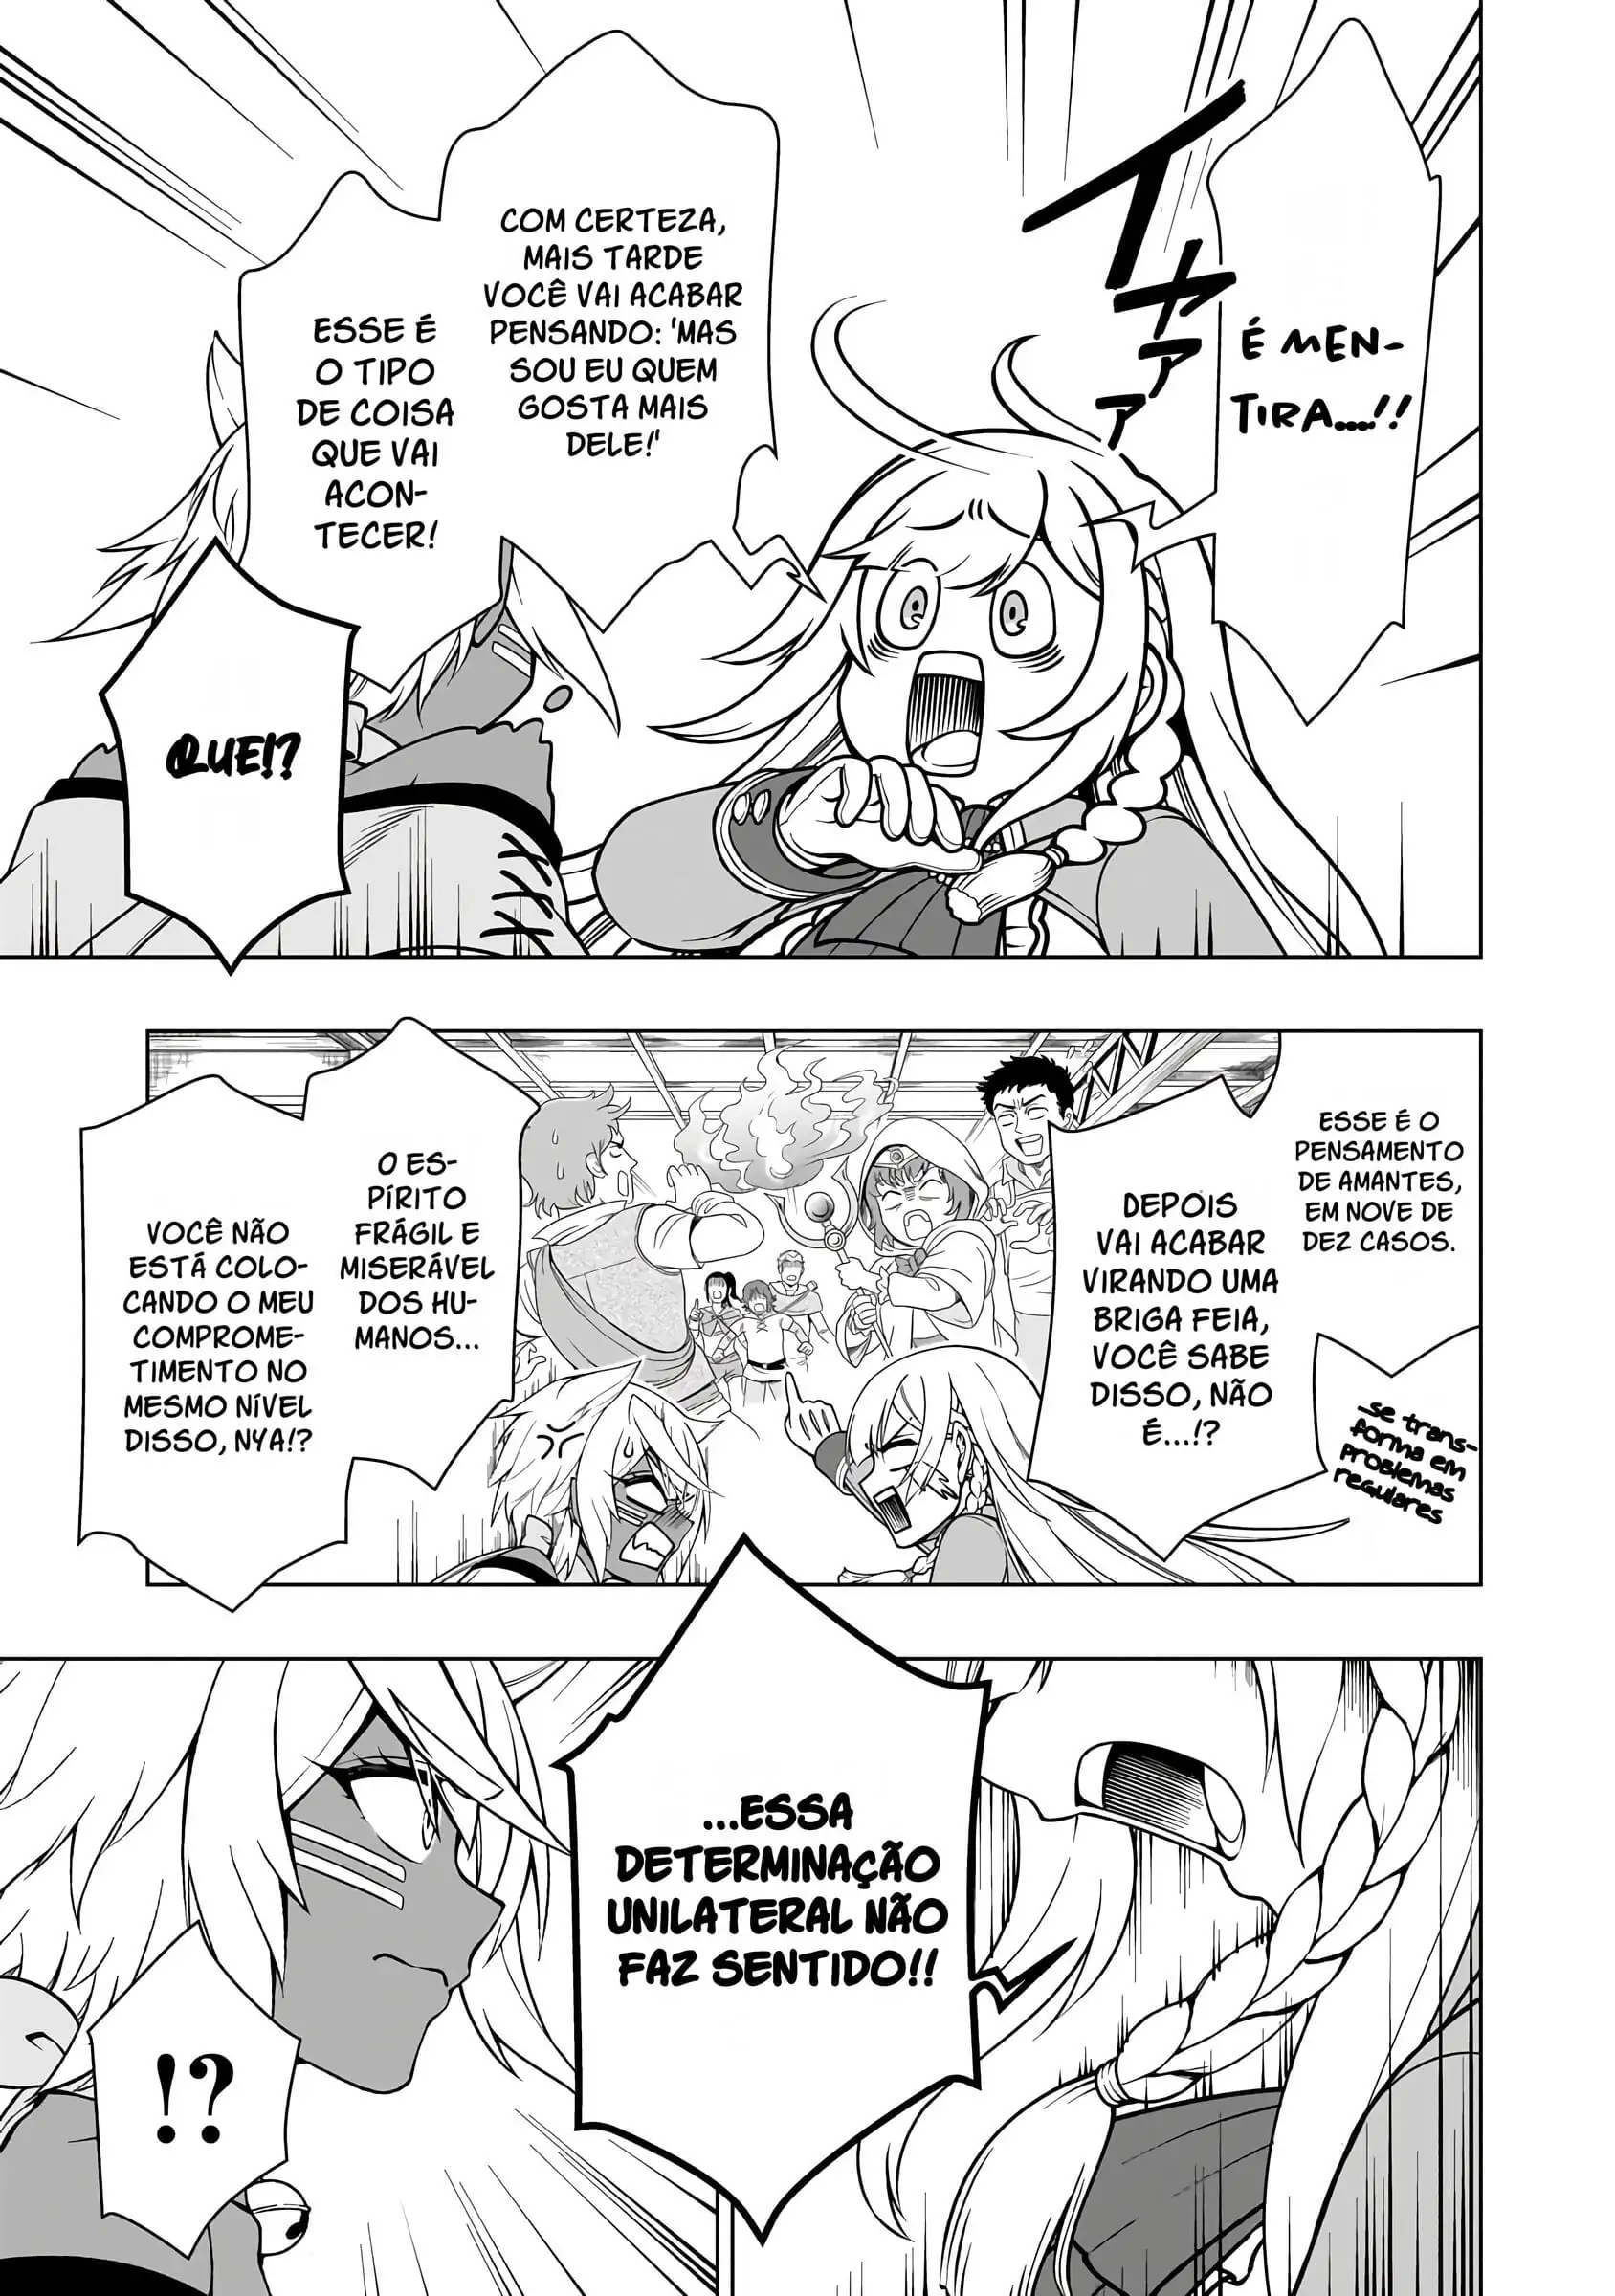 É MEN-
TIRA....!!
イヤアア
COM CERTEZA,
MAIS TARDE
VOCÊ VAI ACABAR
PENSANDO: 'MAS
SOU EU QUEM
GOSTA MAIS
DELE!'
ESSE É
O TIPO
DE COISA
QUE VAI
ACON-
TECER!
QUE!?
ESSE É O
PENSAMENTO
DE AMANTES,
EM NOVE DE
DEZ CASOS.
se trans-
forma em
problemas
regulares
DEPOIS
VAI ACABAR
VIRANDO UMA
BRIGA FEIA,
VOCÊ SABE
DISSO, NÃO
É...!?
O ES-
PÍRITO
FRÁGIL E
MISERÁVEL
DOS HU-
MANOS...
VOCÊ NÃO
ESTÁ COLO-
CANDO O MEU
COMPROME-
TIMENTO NO
MESMO NÍVEL
DISSO, NYA!?
...ESSA
DETERMINAÇÃO
UNILATERAL NÃO
FAZ SENTIDO!!
!?